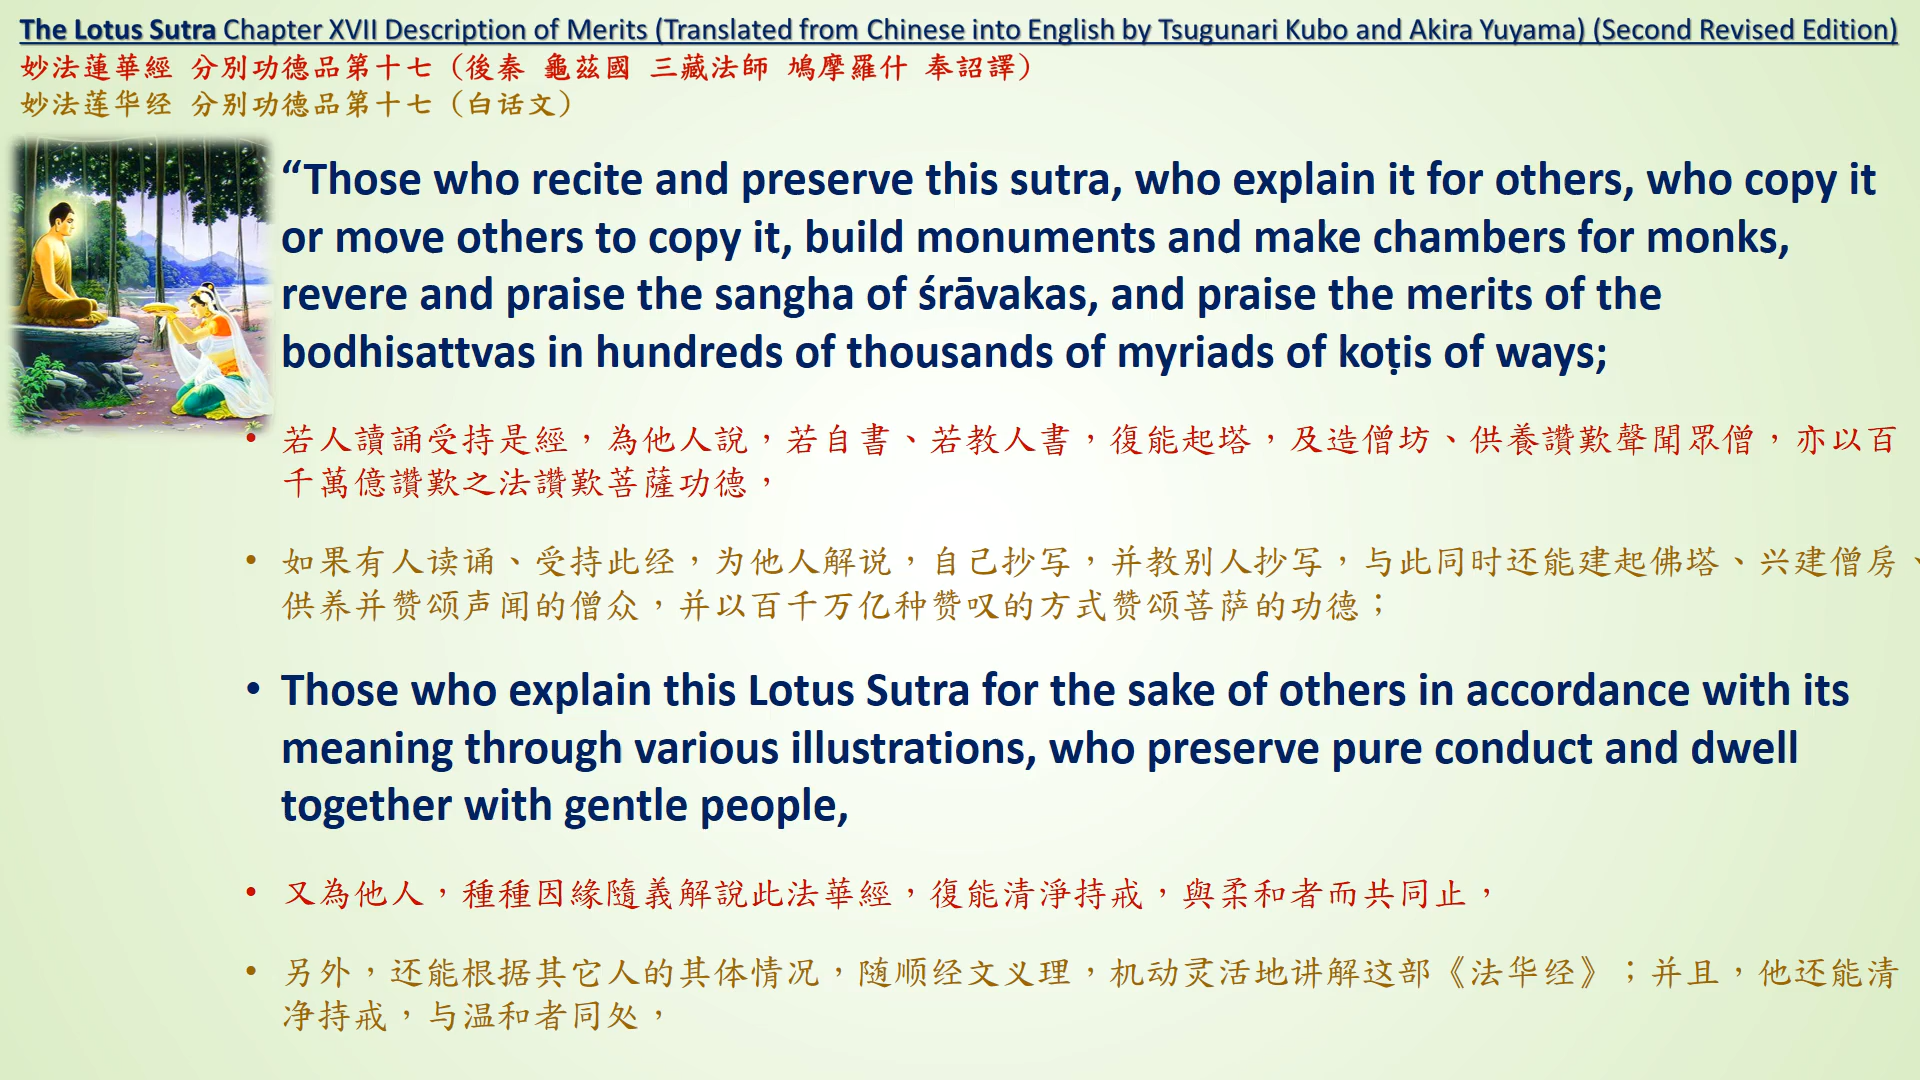 The Lotus Sutra Chapter XVII Description of Merits (Translated from Chinese into English by Tsugunari Kubo and Akira Yuyama) (Second Revised Edition)
妙法蓮華經 分別功德品第十七（後秦 龜茲國 三藏法師 鳩摩羅什 奉詔譯）
妙法莲华经 分别功德品第十七（白话文）
“Those who recite and preserve this sutra, who explain it for others, who copy it
or move others to copy it, build monuments and make chambers for monks,
revere and praise the sangha of śrāvakas, and praise the merits of the
bodhisattvas in hundreds of thousands of myriads of koṭis of ways;
• 若人讀誦受持是經，為他人說，若自書、若教人書，復能起塔，及造僧坊、供養讚歎聲聞眾僧，亦以百
千萬億讚歎之法讚歎菩薩功德，
• 如果有人读诵、受持此经，为他人解说，自己抄写，并教别人抄写，与此同时还能建起佛塔、兴建僧房、
供养并赞颂声闻的僧众，并以百千万亿种赞叹的方式赞颂菩萨的功德；
• Those who explain this Lotus Sutra for the sake of others in accordance with its
meaning through various illustrations, who preserve pure conduct and dwell
together with gentle people,
• 又為他人，種種因緣隨義解說此法華經，復能清淨持戒，與柔和者而共同止，
• 另外，还能根据其它人的具体情况，随顺经文义理，机动灵活地讲解这部《法华经》；并且，他还能清
净持戒，与温和者同处，